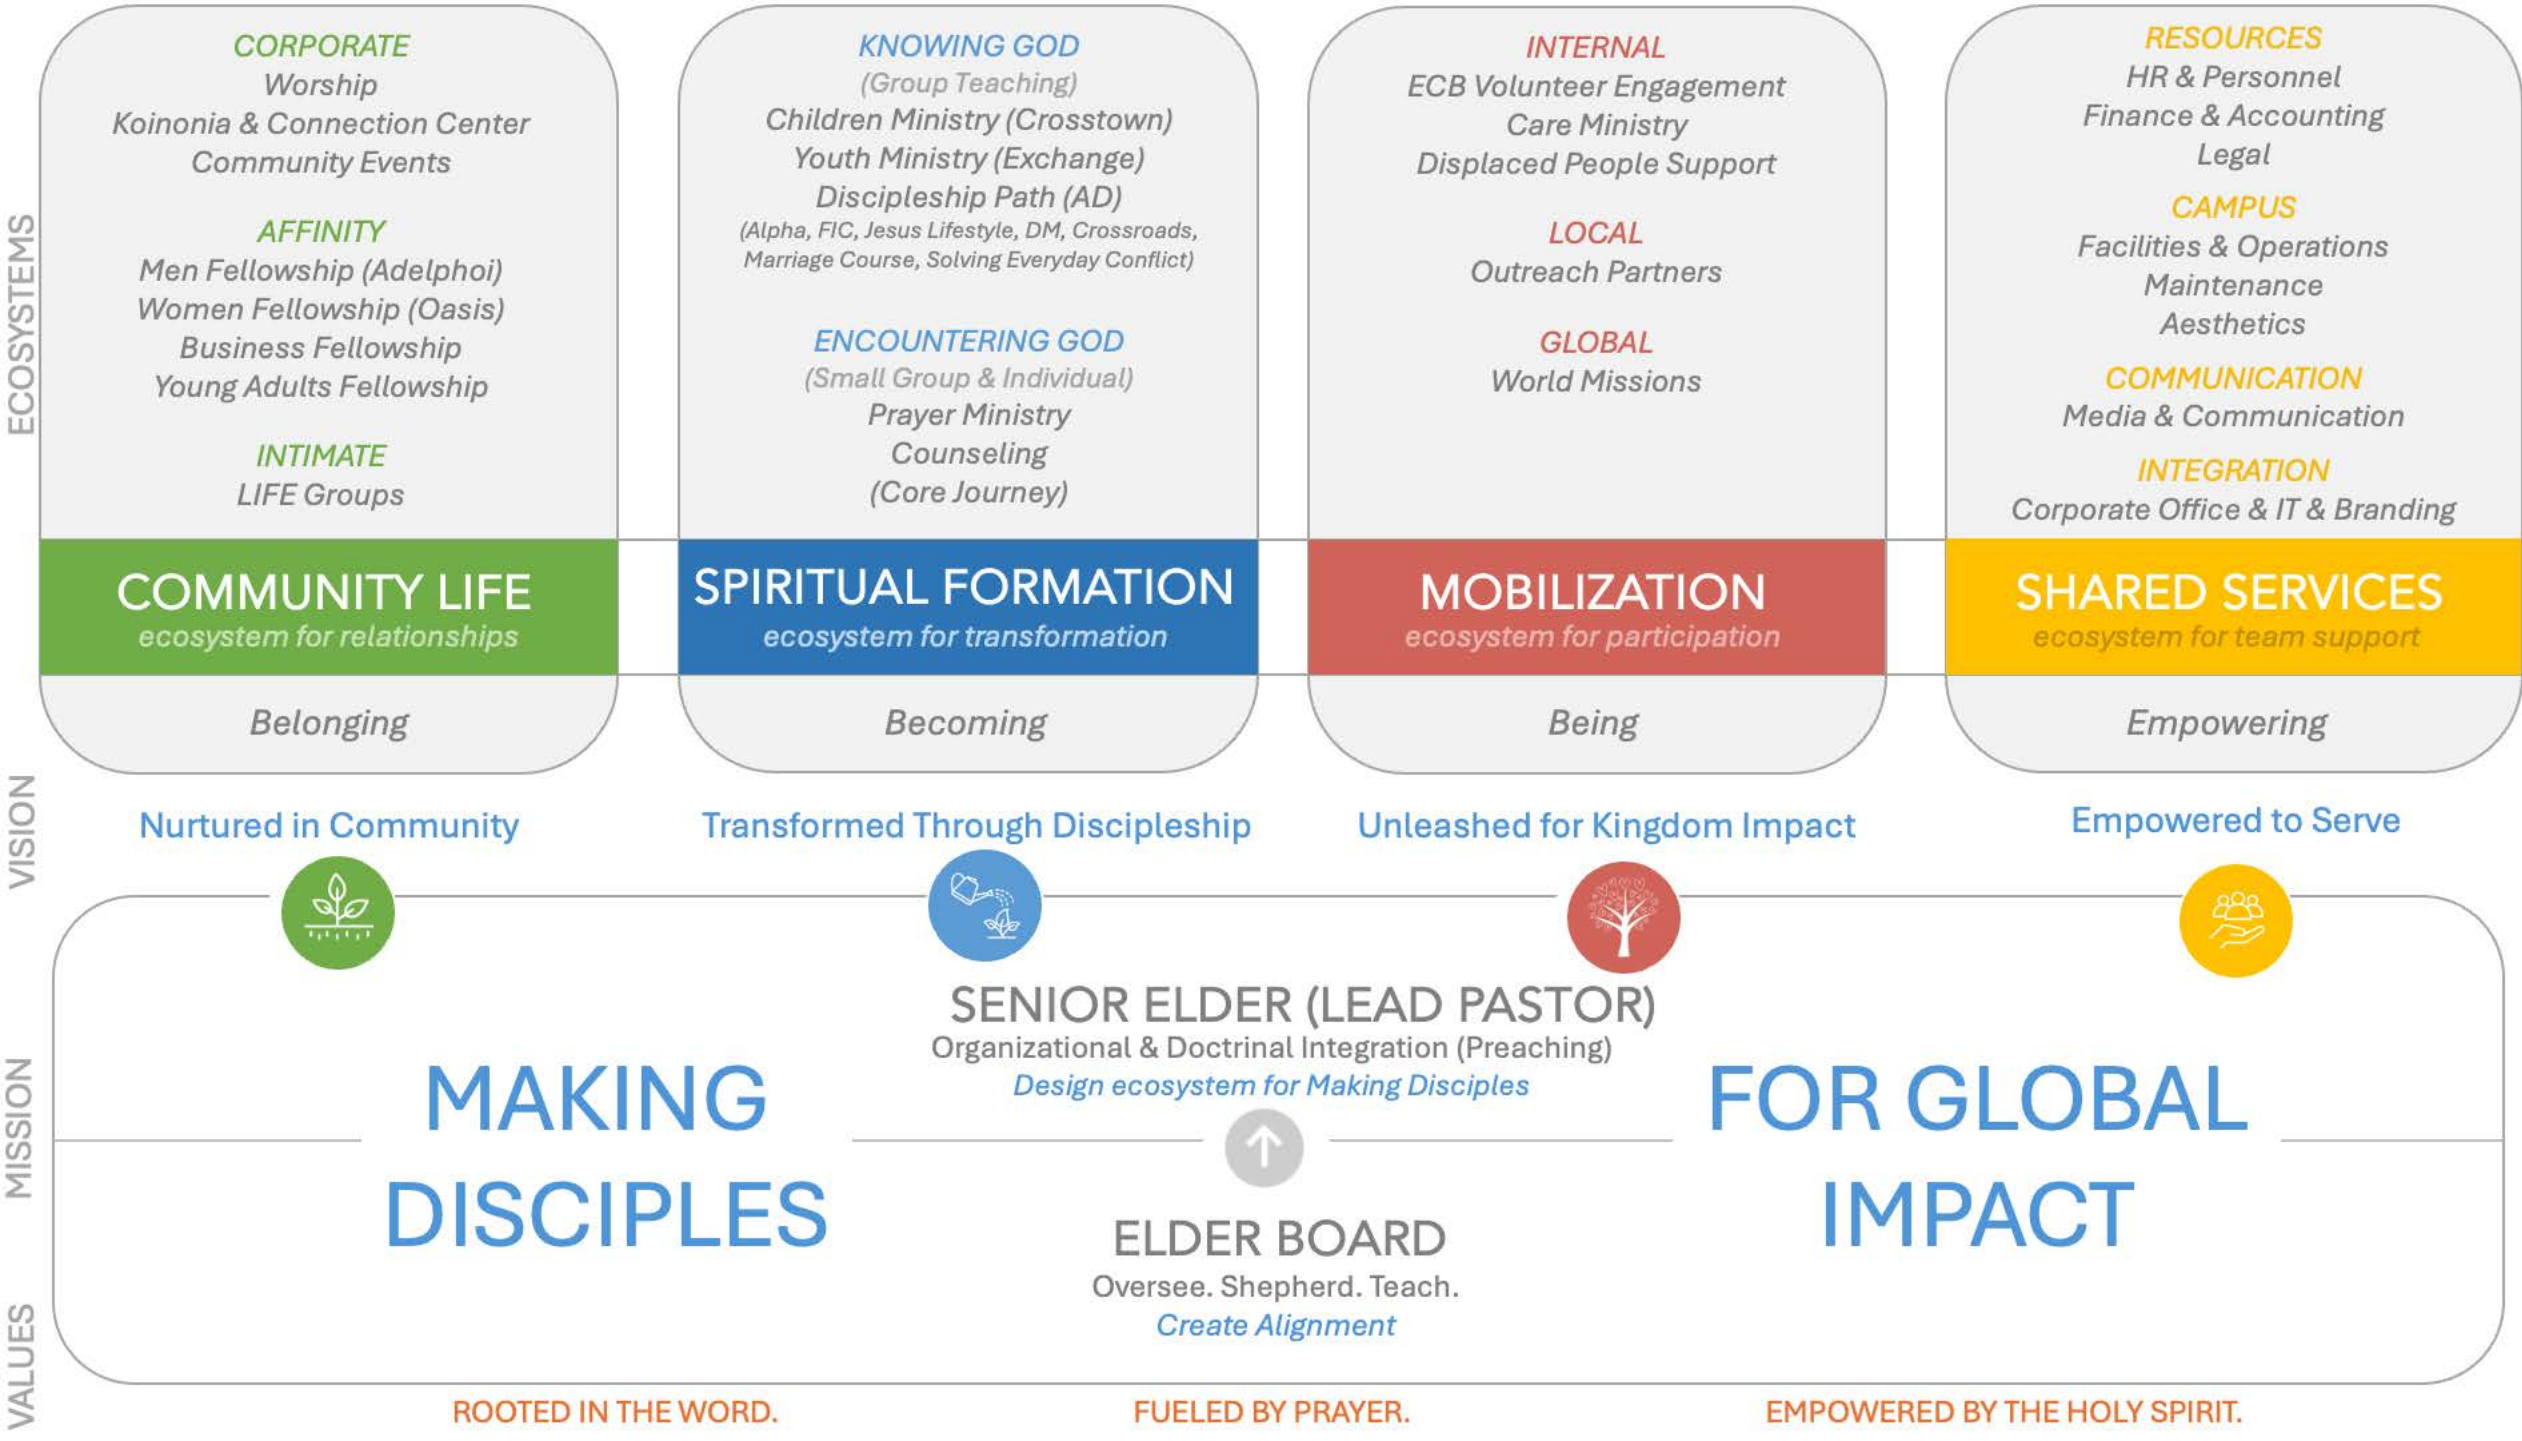 ECOSYSTEMS
CORPORATE
Worship
Koinonia & Connection Center
Community Events
AFFINITY
Men Fellowship (Adelphoi)
Women Fellowship (Oasis)
Business Fellowship
Young Adults Fellowship
INTIMATE
LIFE Groups
COMMUNITY LIFE
ecosystem for relationships
Belonging
KNOWING GOD
(Group Teaching)
Children Ministry (Crosstown)
Youth Ministry (Exchange)
Discipleship Path (AD)
(Alpha, FIC, Jesus Lifestyle, DM, Crossroads,
Marriage Course, Solving Everyday Conflict)
ENCOUNTERING GOD
(Small Group & Individual)
Prayer Ministry
Counseling
(Core Journey)
SPIRITUAL FORMATION
ecosystem for transformation
Becoming
INTERNAL
ECB Volunteer Engagement
Care Ministry
Displaced People Support
LOCAL
Outreach Partners
GLOBAL
World Missions
MOBILIZATION
ecosystem for participation
Being
RESOURCES
HR & Personnel
Finance & Accounting
Legal
CAMPUS
Facilities & Operations
Maintenance
Aesthetics
COMMUNICATION
Media & Communication
INTEGRATION
Corporate Office & IT & Branding
SHARED SERVICES
ecosystem for team support
Empowering
VISION
Nurtured in Community
Transformed Through Discipleship
Unleashed for Kingdom Impact
Empowered to Serve
MISSION
MAKING
DISCIPLES
SENIOR ELDER (LEAD PASTOR)
Organizational & Doctrinal Integration (Preaching)
Design ecosystem for Making Disciples
ELDER BOARD
Oversee. Shepherd. Teach.
Create Alignment
FOR GLOBAL
IMPACT
VALUES
ROOTED IN THE WORD.
FUELED BY PRAYER.
EMPOWERED BY THE HOLY SPIRIT.